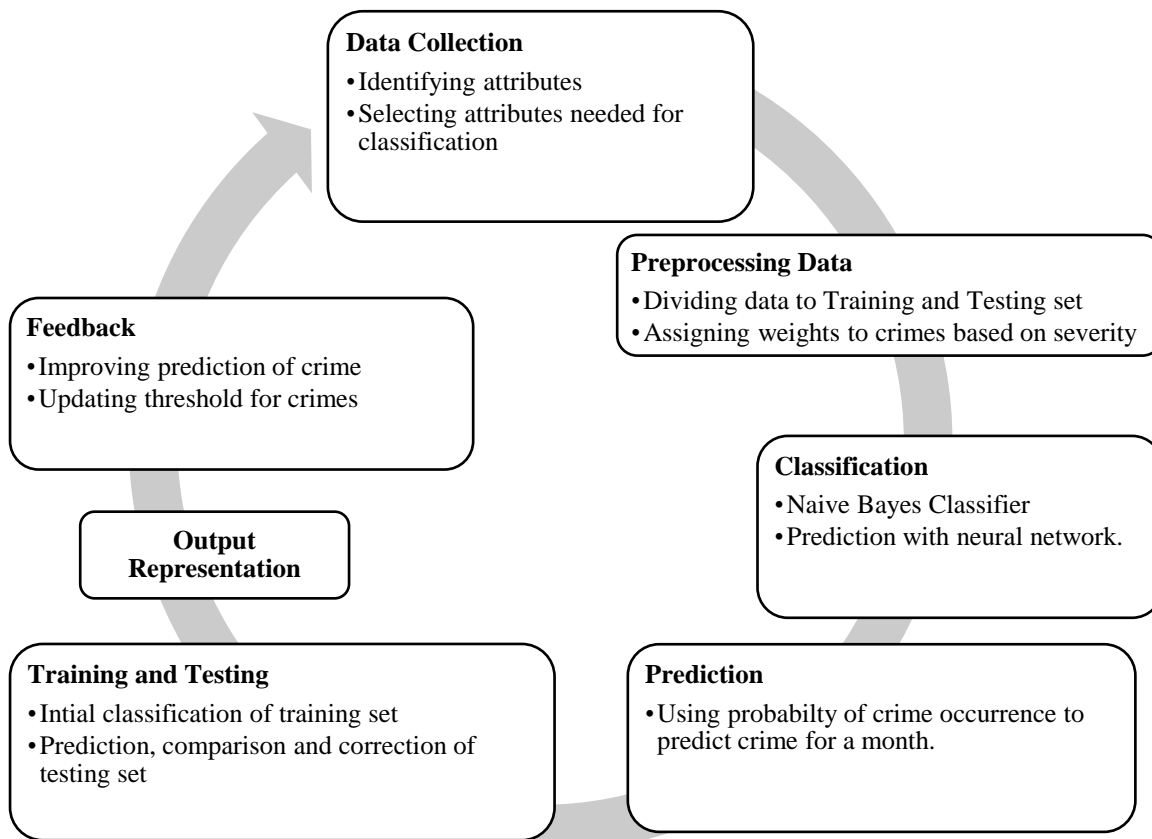 Data Collection
•Identifying attributes
•Selecting attributes needed for
classification
Preprocessing Data
•Dividing data to Training and Testing set
•Assigning weights to crimes based on severity
Classification
•Naive Bayes Classifier
•Prediction with neural network.
Prediction
•Using probabilty of crime occurrence to
predict crime for a month.
Training and Testing
•Intial classification of training set
•Prediction, comparison and correction of
testing set
Output
Representation
Feedback
•Improving prediction of crime
•Updating threshold for crimes